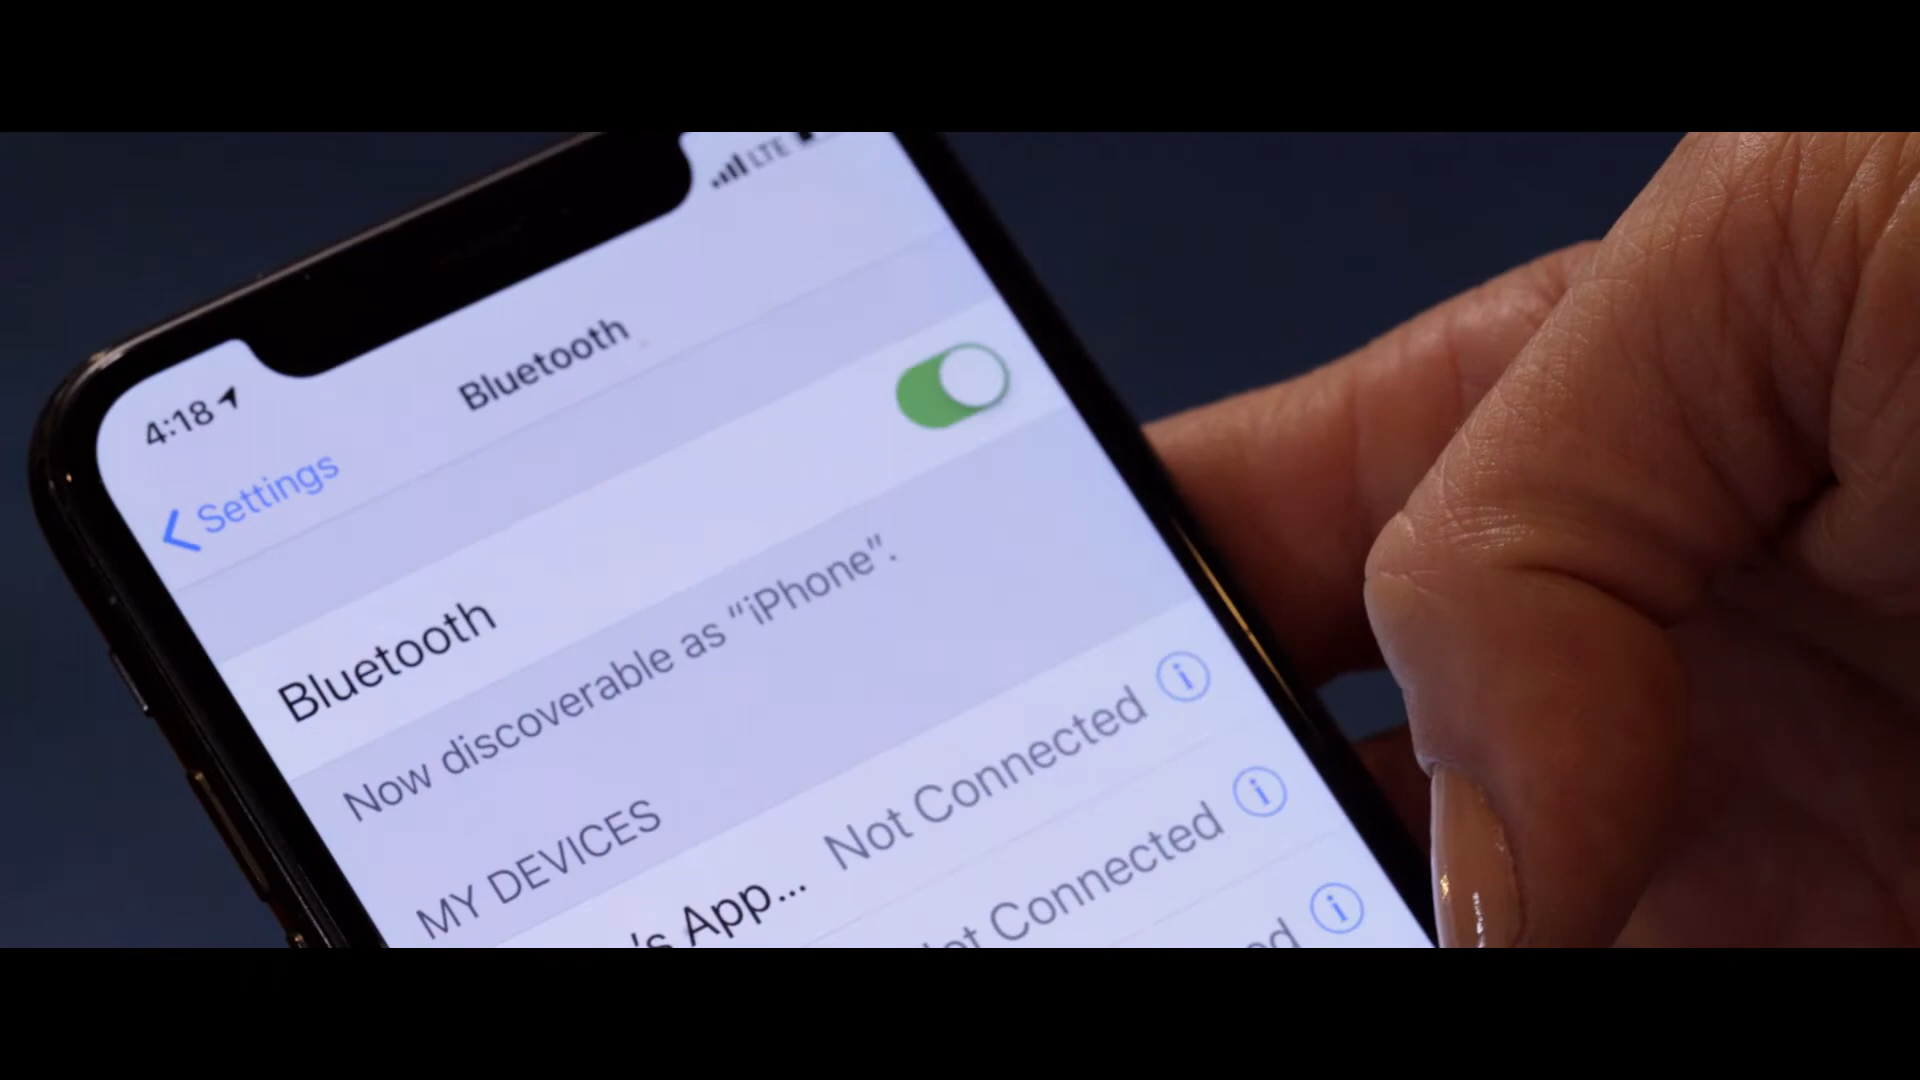 4:18
LTE
Settings
Bluetooth
Bluetooth
Now discoverable as “iPhone”.
MY DEVICES
's App... Not Connected
Connected